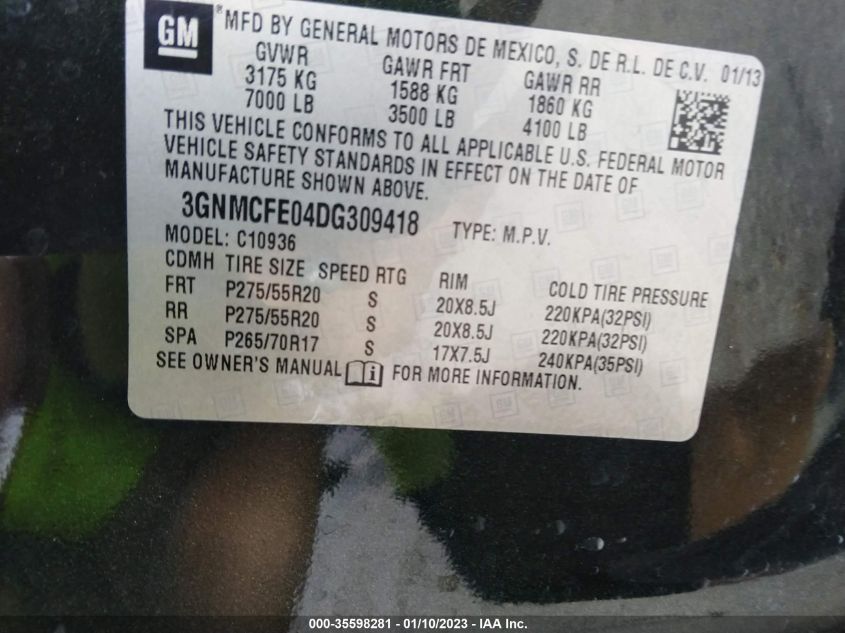 GM ®MFD BY GENERAL MOTORS DE MEXICO, S. DE R.L. DE C.V. 01/13
GVWR GAWR FRT GAWR RR
3175 KG 1588 KG 1860 KG
7000 LB 3500 LB 4100 LB
THIS VEHICLE CONFORMS TO ALL APPLICABLE U.S. FEDERAL MOTOR
VEHICLE SAFETY STANDARDS IN EFFECT ON THE DATE OF
MANUFACTURE SHOWN ABOVE.
3GNMCFE04DG309418 TYPE: M.P.V.
MODEL: C10936
CDMH TIRE SIZE SPEED RTG RIM COLD TIRE PRESSURE
FRT P275/55R20 S 20X8.5J 220KPA(32PSI)
RR P275/55R20 S 20X8.5J 220KPA(32PSI)
SPA P265/70R17 S 17X7.5J 240KPA(35PSI)
SEE OWNER'S MANUAL i FOR MORE INFORMATION.
000-35598281 - 01/10/2023 - IAA Inc.